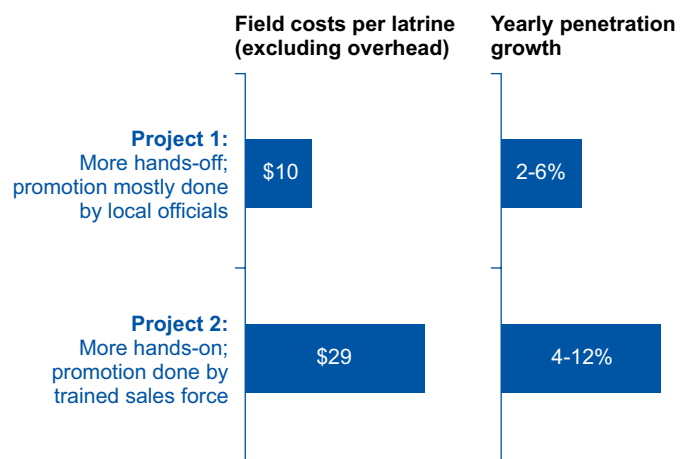 Field costs per latrine
(excluding overhead)
Yearly penetration
growth
Project 1:
More hands-off;
promotion mostly done
by local officials
$10
2-6%
Project 2:
More hands-on;
promotion done by
trained sales force
$29
4-12%